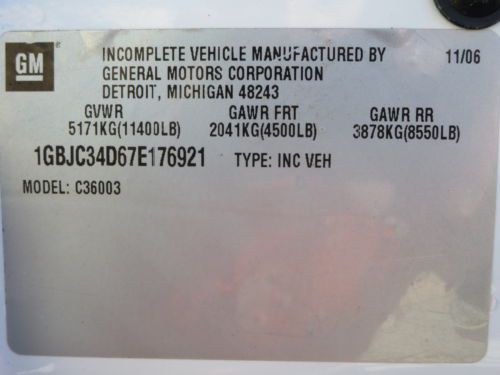 GM
INCOMPLETE VEHICLE MANUFACTURED BY 11/06
GENERAL MOTORS CORPORATION
DETROIT, MICHIGAN 48243
GVWR GAWR FRT GAWR RR
5171KG(11400LB) 2041KG(4500LB) 3878KG(8550LB)
1GBJC34D67E176921 TYPE: INC VEH
MODEL: C36003